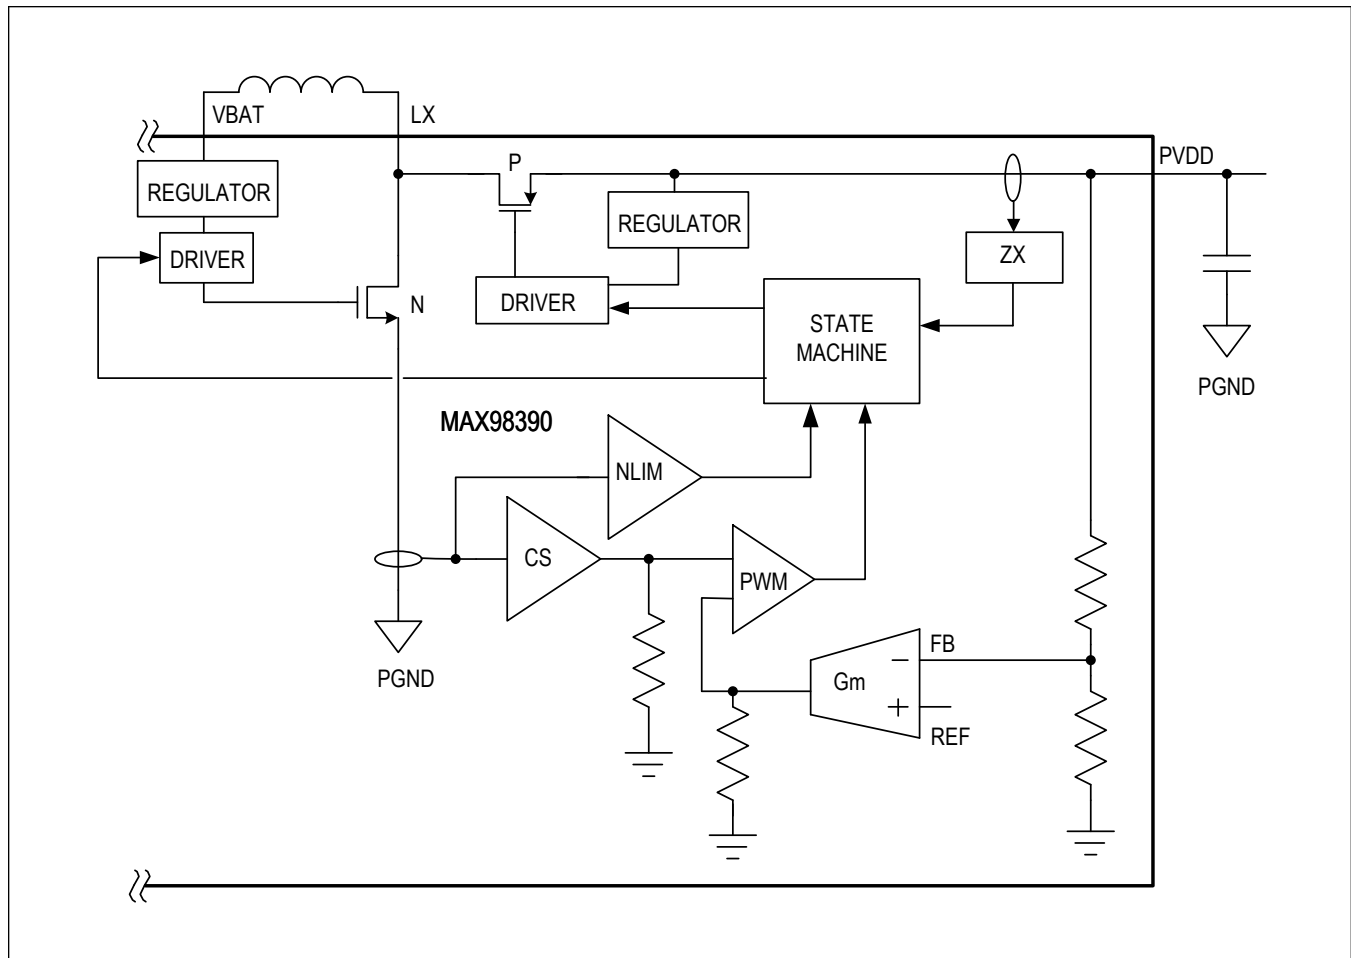 VBAT
LX
P
PVDD
REGULATOR
REGULATOR
DRIVER
ZX
DRIVER
N
STATE
MACHINE
PGND
MAX98390
NLIM
CS
PWM
PGND
FB
−
Gm
+
REF